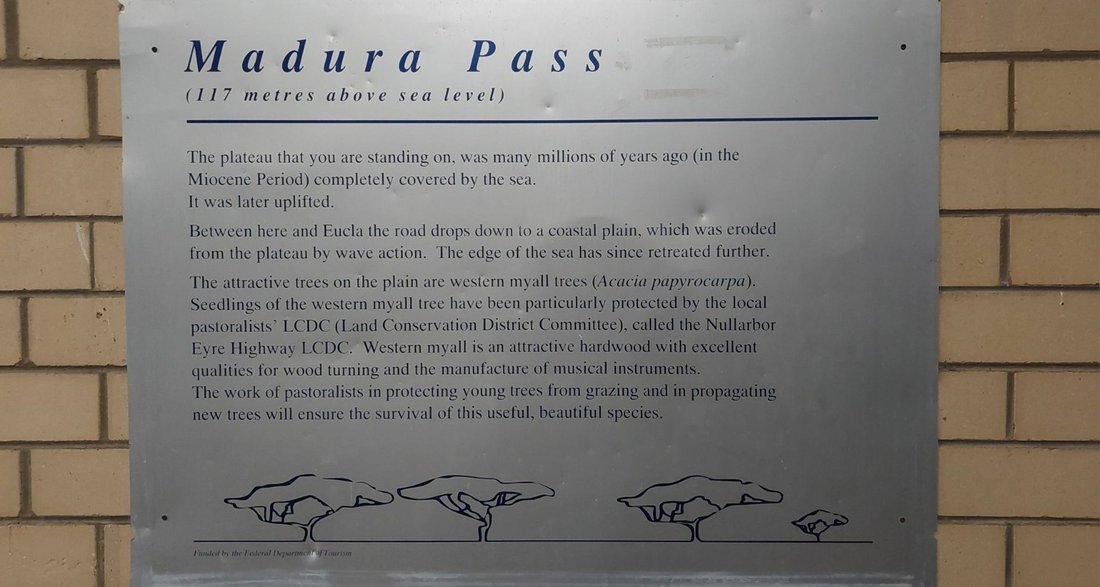 Madura Pass
(117 metres above sea level)
The plateau that you are standing on, was many millions of years ago (in the
Miocene Period) completely covered by the sea.
It was later uplifted.
Between here and Eucla the road drops down to a coastal plain, which was eroded
from the plateau by wave action. The edge of the sea has since retreated further.
The attractive trees on the plain are western myall trees (Acacia papyrocarpa).
Seedlings of the western myall tree have been particularly protected by the local
pastoralists' LCDC (Land Conservation District Committee), called the Nullarbor
Eyre Highway LCDC. Western myall is an attractive hardwood with excellent
qualities for wood turning and the manufacture of musical instruments.
The work of pastoralists in protecting young trees from grazing and in propagating
new trees will ensure the survival of this useful, beautiful species.
Funded by the Federal Department of Tourism